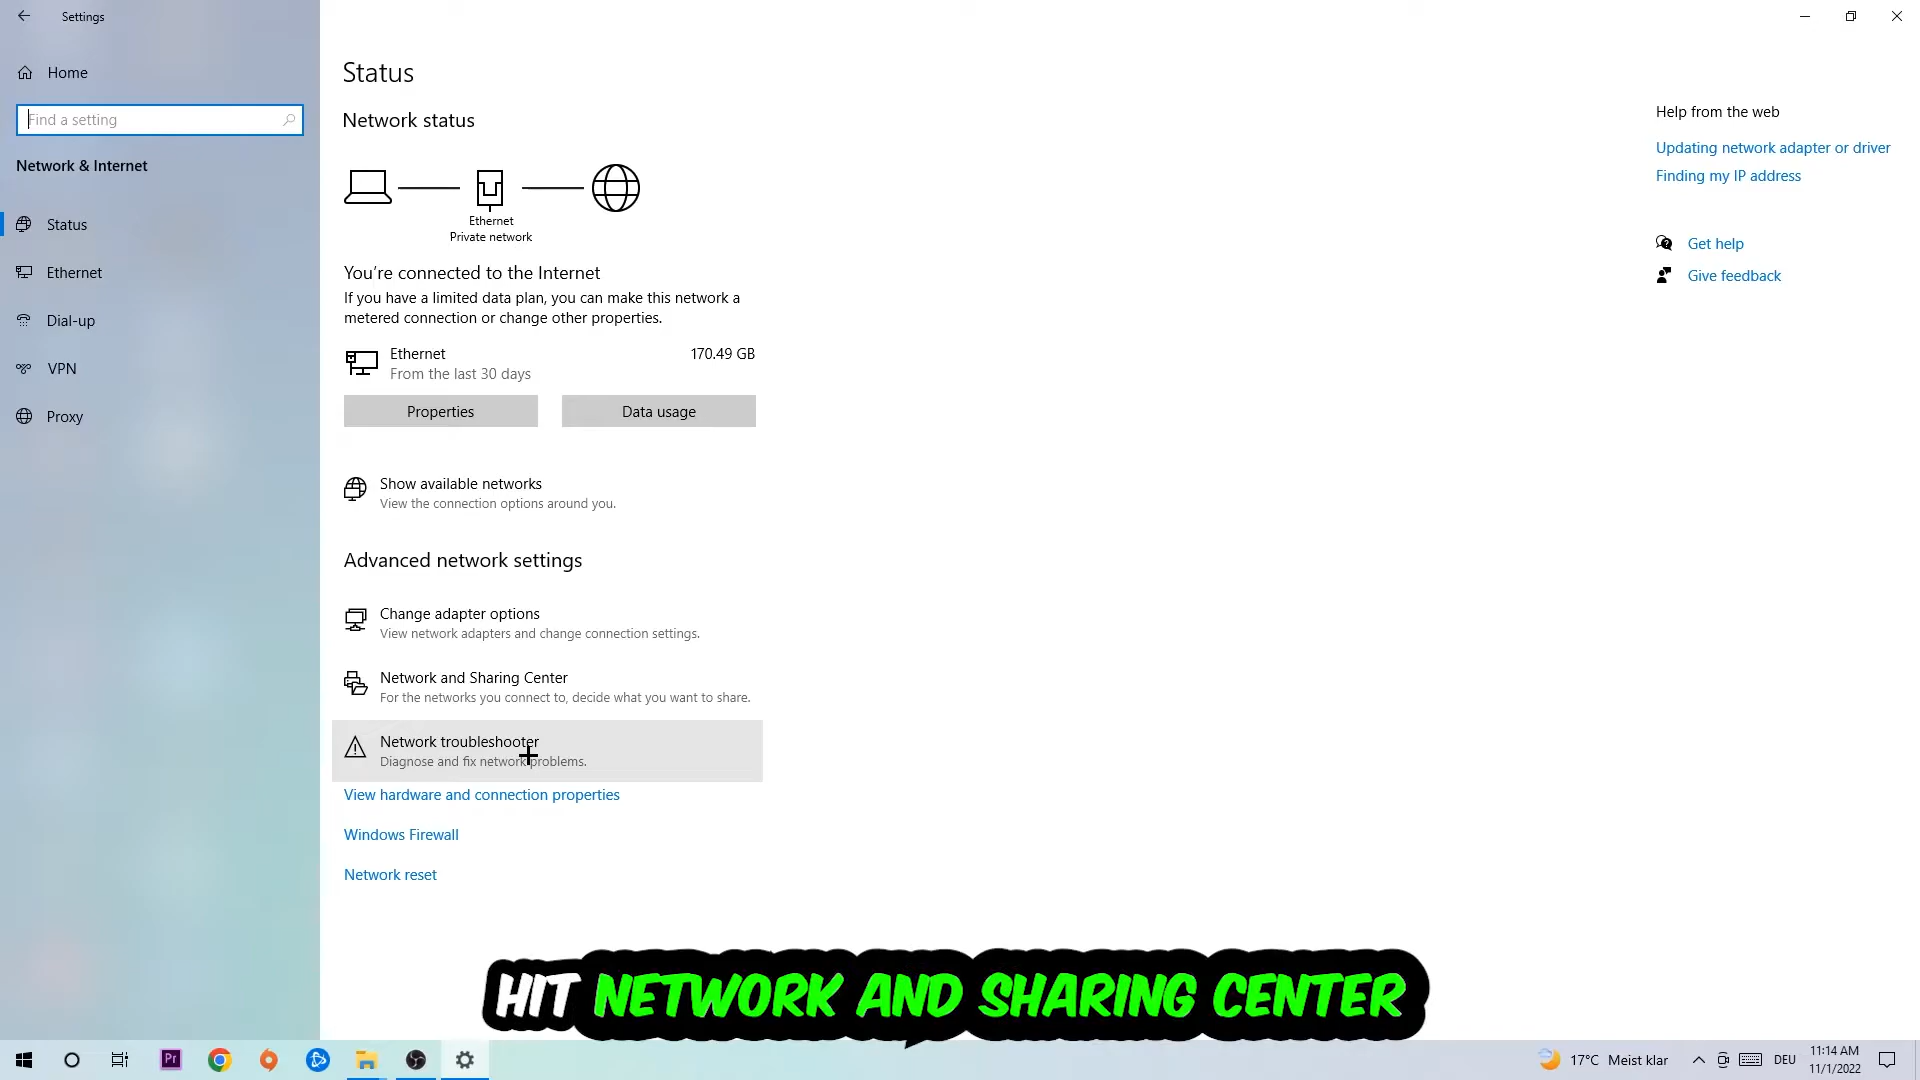 Settings
Home
Find a setting
Network & Internet
Status
Ethernet
Dial-up
VPN
Proxy
Status
Network status
Ethernet
Private network
You're connected to the Internet
If you have a limited data plan, you can make this network a
metered connection or change other properties.
Ethernet 170.49 GB
From the last 30 days
Properties Data usage
Show available networks
View the connection options around you.
Advanced network settings
Change adapter options
View network adapters and change connection settings.
Network and Sharing Center
For the networks you connect to, decide what you want to share.
Network troubleshooter
Diagnose and fix network problems.
View hardware and connection properties
Windows Firewall
Network reset
Help from the web
Updating network adapter or driver
Finding my IP address
Get help
Give feedback
HIT NETWORK AND SHARING CENTER
Pr
17°C Meist klar
DEU
11:14 AM
11/1/2022